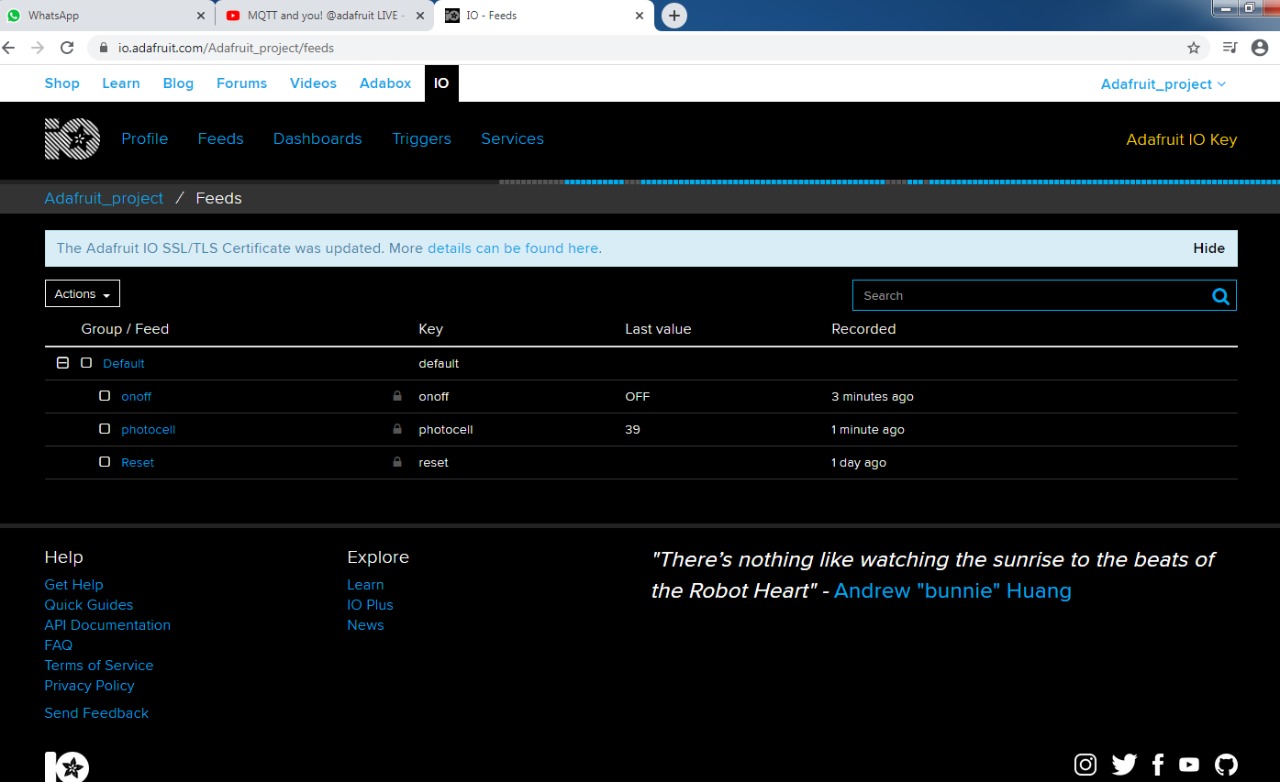 WhatsApp
MQTT and you! @adafruit LIVE -
IO - Feeds
io.adafruit.com/Adafruit_project/feeds
Shop Learn Blog Forums Videos Adabox IO Adafruit_project
Profile Feeds Dashboards Triggers Services Adafruit IO Key
Adafruit_project / Feeds
The Adafruit IO SSL/TLS Certificate was updated. More details can be found here. Hide
Actions Search
Group / Feed Key Last value Recorded
Default default
onoff onoff OFF 3 minutes ago
photocell photocell 39 1 minute ago
Reset reset 1 day ago
Help
Get Help
Quick Guides
API Documentation
FAQ
Terms of Service
Privacy Policy
Send Feedback
Explore
Learn
IO Plus
News
"There's nothing like watching the sunrise to the beats of
the Robot Heart" - Andrew "bunnie" Huang